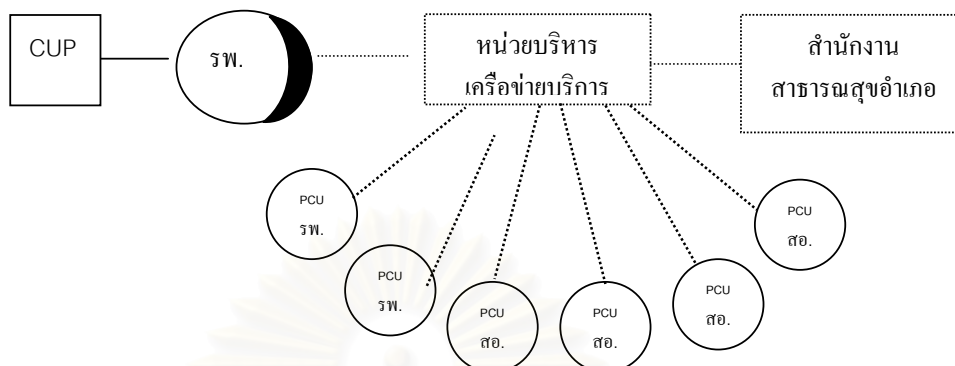 CUP
รพ.
หน่วยบริหาร
เครือข่ายบริการ
สำนักงาน
สาธารณสุขอำเภอ
PCU
รพ.
PCU
รพ.
PCU
สอ.
PCU
สอ.
PCU
สอ.
PCU
สอ.